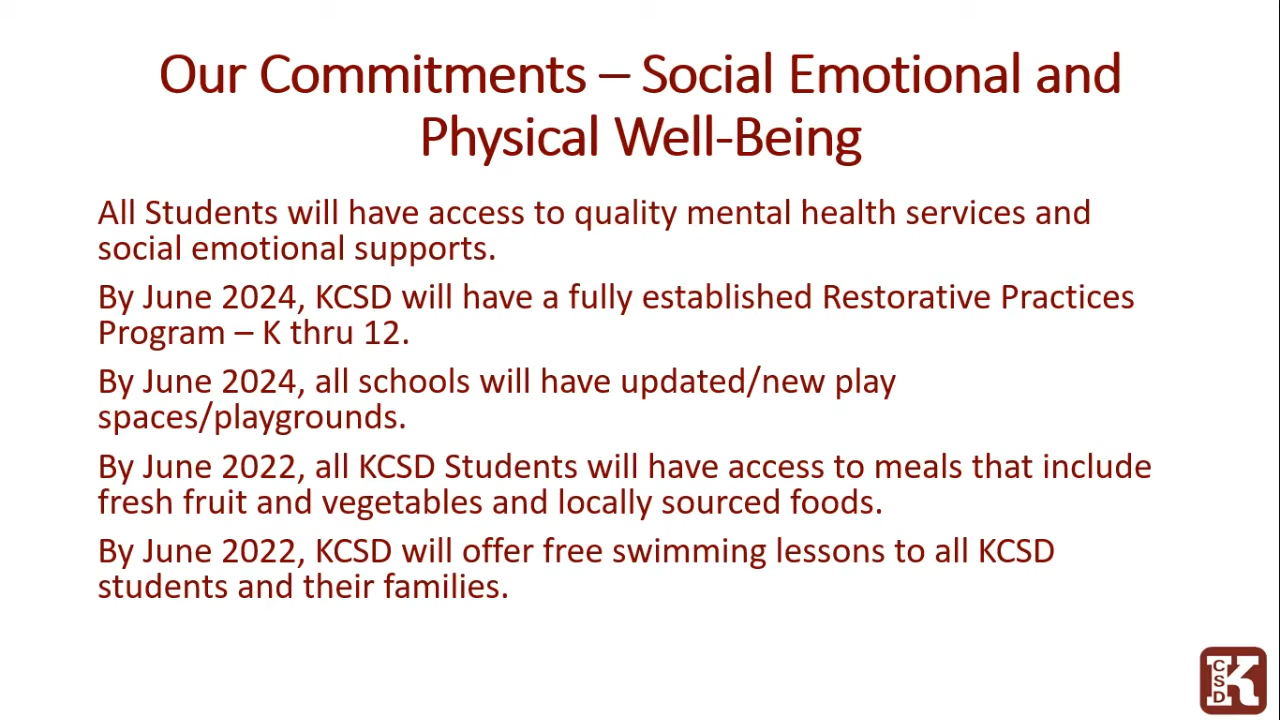 Our Commitments – Social Emotional and
Physical Well-Being
All Students will have access to quality mental health services and
social emotional supports.
By June 2024, KCSD will have a fully established Restorative Practices
Program – K thru 12.
By June 2024, all schools will have updated/new play
spaces/playgrounds.
By June 2022, all KCSD Students will have access to meals that include
fresh fruit and vegetables and locally sourced foods.
By June 2022, KCSD will offer free swimming lessons to all KCSD
students and their families.
K
CSD